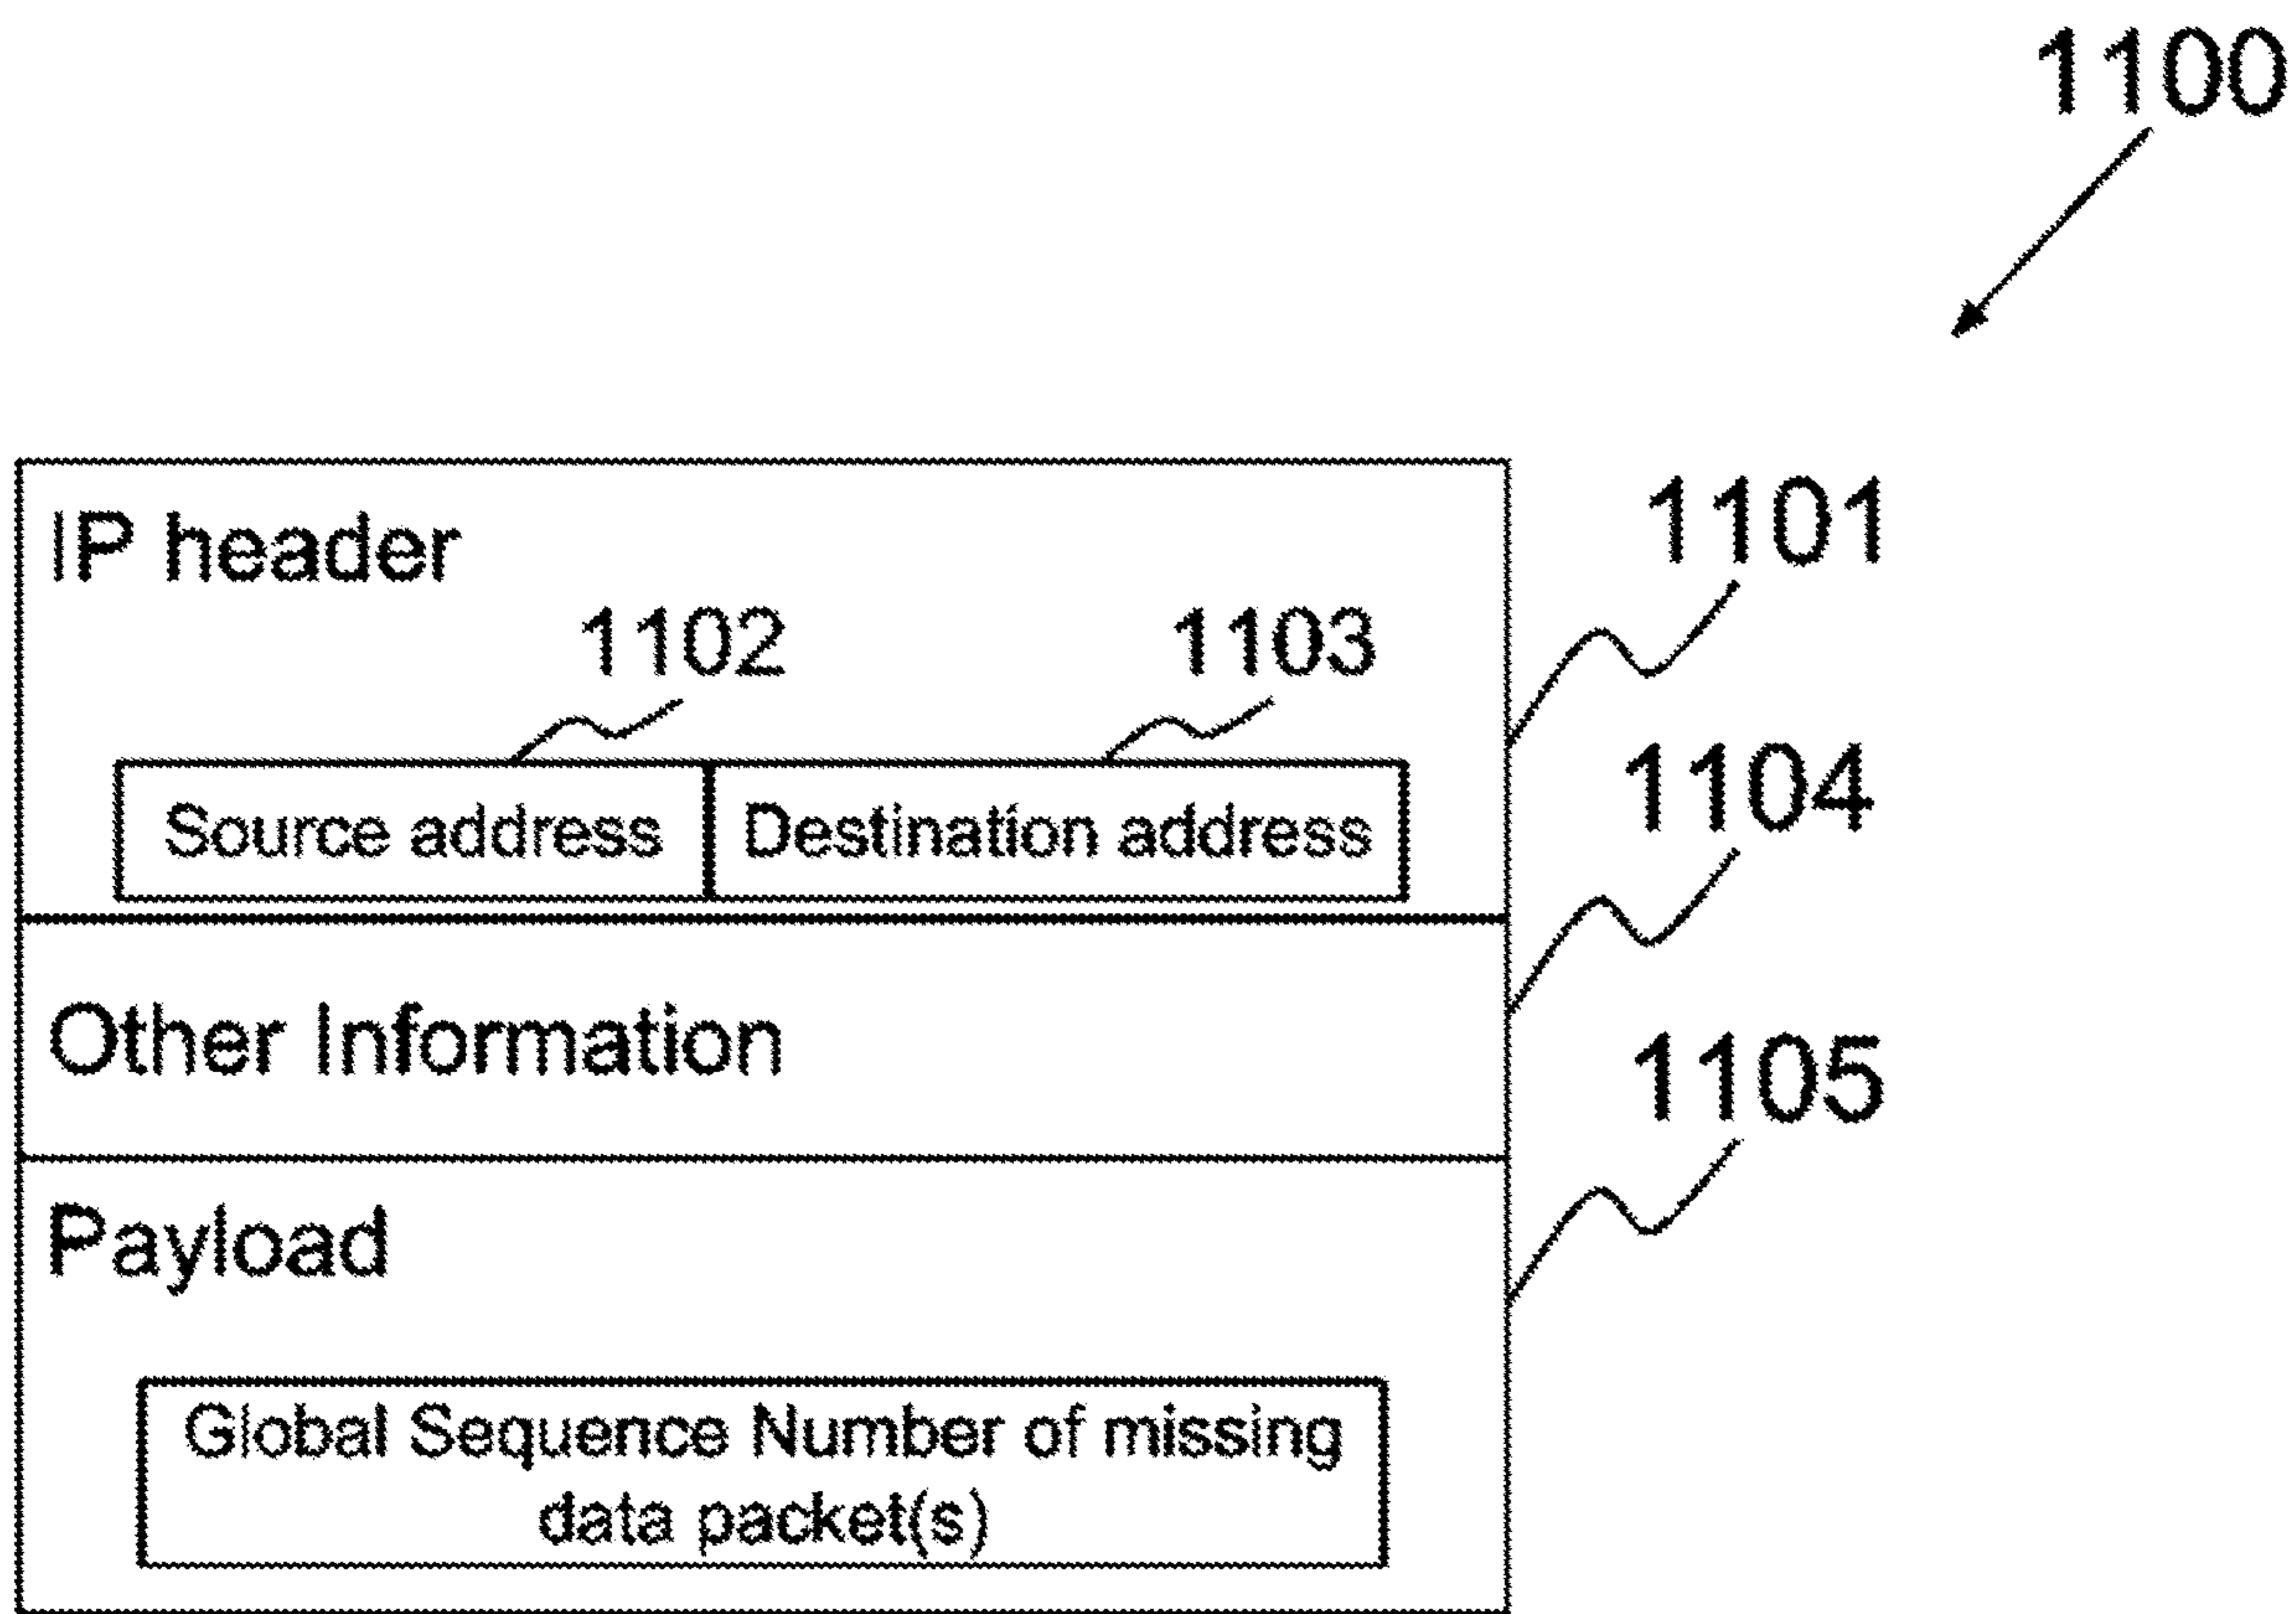 1100
IP header
1101
1102
1103
Source address
Destination address
1104
Other Information
1105
Payload
Global Sequence Number of missing
data packet(s)